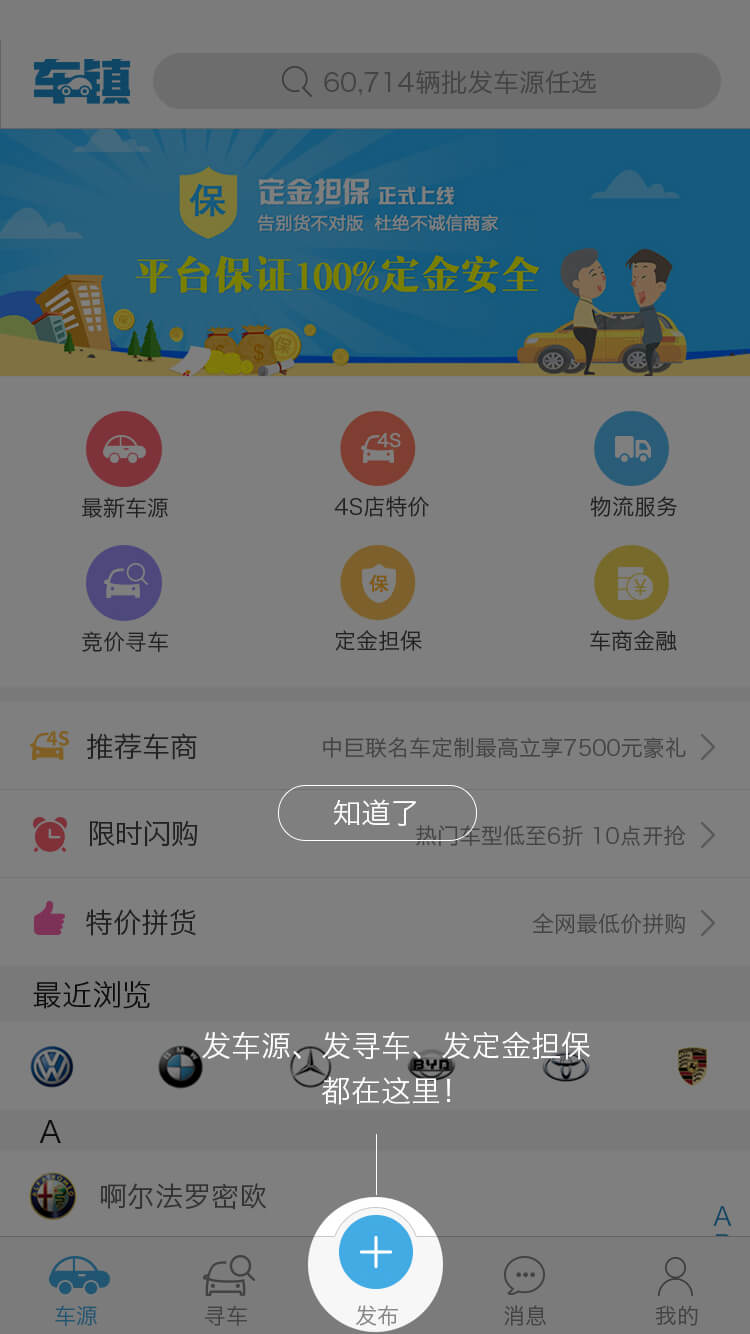 车镇
60,714辆批发车源任选
保 定金担保 正式上线
告别货不对版 杜绝不诚信商家
平台保证100%定金安全
保
4S
最新车源 4S店特价 物流服务
保 ¥
竞价寻车 定金担保 车商金融
4S 推荐车商 中巨联名车定制最高立享7500元豪礼
知道了
限时闪购 热门车型低至6折 10点开抢
特价拼货 全网最低价拼购
最近浏览
发车源、发寻车、发定金担保
BMW BYD
都在这里!
A
啊尔法罗密欧
A
车源 寻车 发布 消息 我的